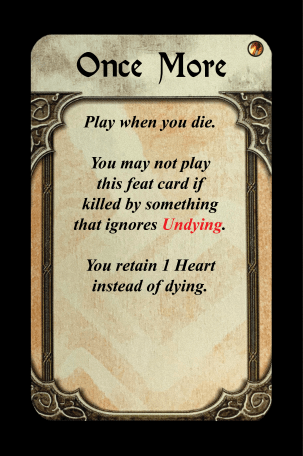 Once More
Play when you die.
You may not play
this feat card if
killed by something
that ignores Undying.
You retain 1 Heart
instead of dying.